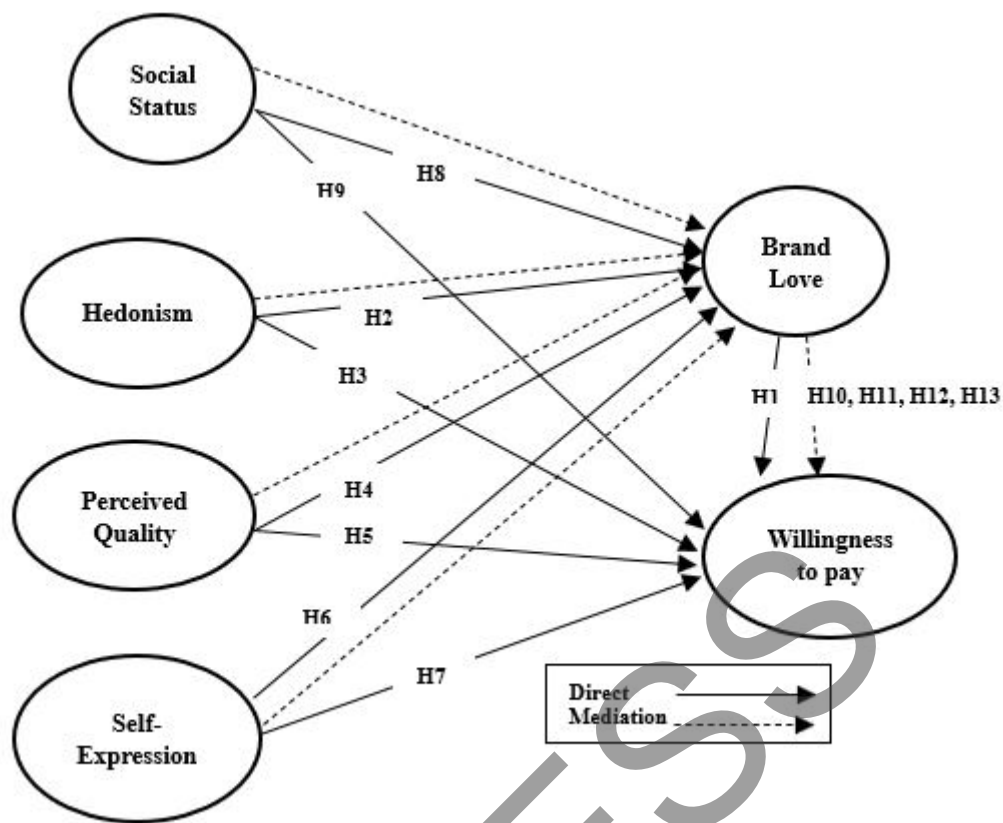 Social
Status
H9
H8
Brand
Love
Hedonism
H2
H3
H1
H10, H11, H12, H13
Perceived
Quality
H4
H5
Willingness
to pay
H6
H7
Self-
Expression
Direct
Mediation
ESS